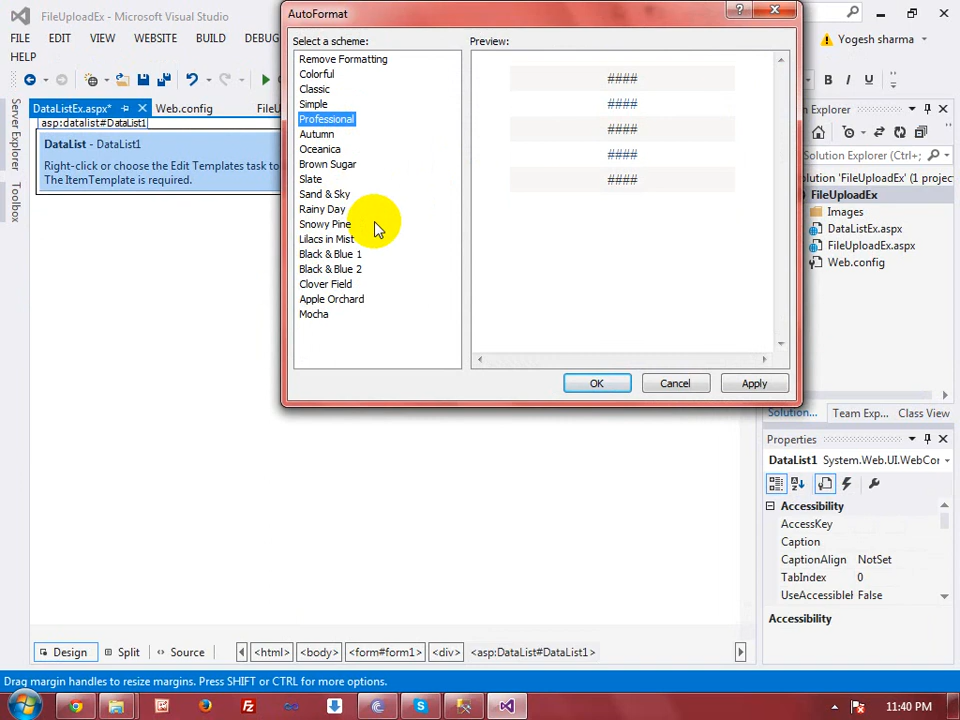 FileUploadEx - Microsoft Visual Studio
AutoFormat
?
FILE EDIT VIEW WEBSITE BUILD DEBU
Yogesh sharma
HELP
B I U
DataListEx.aspx* Web.config FileU
Server Explorer
Toolbox
asp:datalist#DataList1
DataList - DataList1
Right-click or choose the Edit Templates task to
The ItemTemplate is required.
Select a scheme:
Remove Formatting
Colorful
Classic
Simple
Professional
Autumn
Oceanica
Brown Sugar
Slate
Sand & Sky
Rainy Day
Snowy Pine
Lilacs in Mist
Black & Blue 1
Black & Blue 2
Clover Field
Apple Orchard
Mocha
Preview:
####
####
####
####
####
OK Cancel Apply
Explorer
Solution Explorer (Ctrl+;
olution 'FileUploadEx' (1 projec
FileUploadEx
Images
DataListEx.aspx
FileUploadEx.aspx
Web.config
Solution... Team Exp... Class View
Properties
DataList1 System.Web.UI.WebCor
Accessibility
AccessKey
Caption
CaptionAlign NotSet
TabIndex 0
UseAccessibleH False
Accessibility
Design Split Source <html> <body> <form#form1> <div> <asp:DataList#DataList1>
Drag margin handles to resize margins. Press SHIFT or CTRL for more options.
11:40 PM